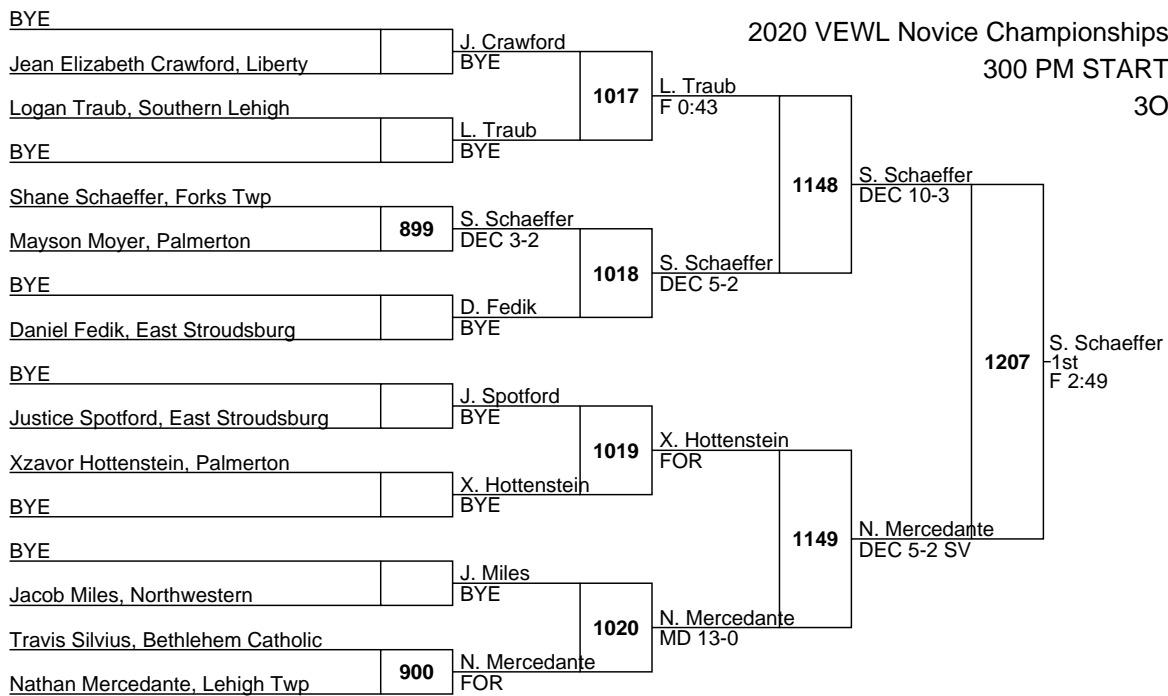 2020 VEWL Novice Championships
300 PM START
3O
BYE
Jean Elizabeth Crawford, Liberty
Logan Traub, Southern Lehigh
BYE
Shane Schaeffer, Forks Twp
Mayson Moyer, Palmerton
BYE
Daniel Fedik, East Stroudsburg
BYE
Justice Spotford, East Stroudsburg
Xzavor Hottenstein, Palmerton
BYE
BYE
Jacob Miles, Northwestern
Travis Silvius, Bethlehem Catholic
Nathan Mercedante, Lehigh Twp
899
900
J. Crawford
BYE
L. Traub
BYE
S. Schaeffer
DEC 3-2
D. Fedik
BYE
J. Spotford
BYE
X. Hottenstein
BYE
J. Miles
BYE
N. Mercedante
FOR
1017
1018
1019
1020
L. Traub
F 0:43
S. Schaeffer
DEC 5-2
X. Hottenstein
FOR
N. Mercedante
MD 13-0
1148
1149
S. Schaeffer
DEC 10-3
N. Mercedante
DEC 5-2 SV
1207
S. Schaeffer
1st
F 2:49